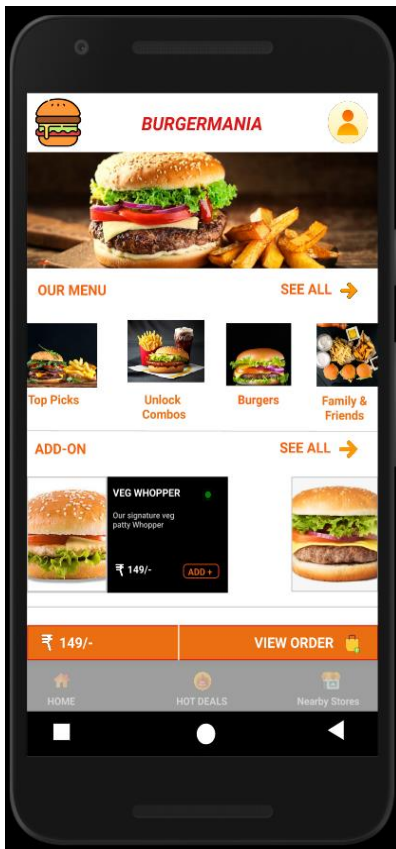 BURGERMANIA
OUR MENU
SEE ALL
Top Picks
Unlock
Combos
Burgers
Family &
Friends
ADD-ON
SEE ALL
VEG WHOPPER
Our signature veg
patty Whopper
₹ 149/-
ADD +
₹ 149/-
VIEW ORDER
HOME
HOT DEALS
Nearby Stores